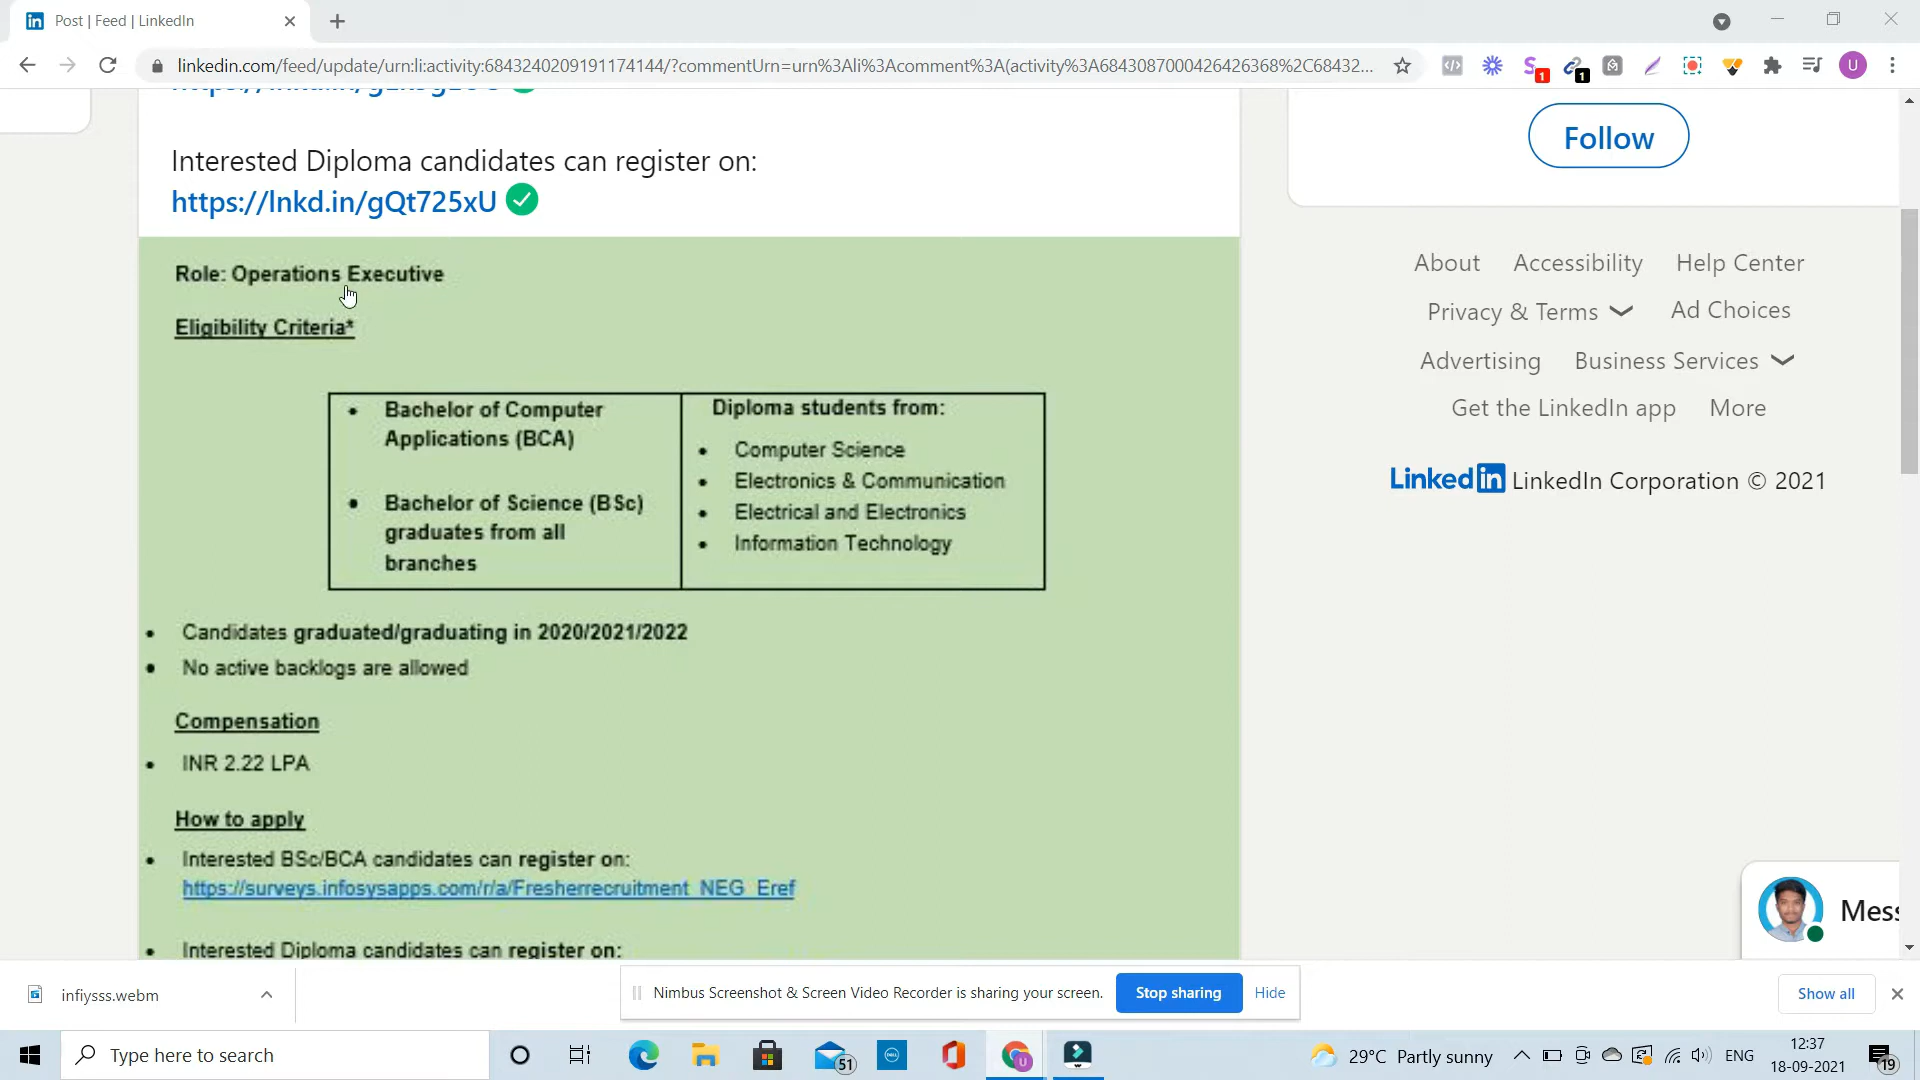 Post | Feed | LinkedIn
linkedin.com/feed/update/urn:li:activity:6843240209191174144/?commentUrn=urn%3Ali%3Acomment%3A(activity%3A6843087000426426368%2C68432...
1
1
U
Interested Diploma candidates can register on:
https://lnkd.in/gQt725xU
Follow
Role: Operations Executive
Eligibility Criteria*
• Bachelor of Computer
Applications (BCA)
• Bachelor of Science (BSc)
graduates from all
branches
Diploma students from:
• Computer Science
• Electronics & Communication
• Electrical and Electronics
• Information Technology
• Candidates graduated/graduating in 2020/2021/2022
• No active backlogs are allowed
Compensation
• INR 2.22 LPA
How to apply
• Interested BSc/BCA candidates can register on:
https://surveys.infosysapps.com/r/a/Fresherrecruitment_NEG_Eref
• Interested Diploma candidates can register on:
About Accessibility Help Center
Privacy & Terms Ad Choices
Advertising Business Services
Get the LinkedIn app More
LinkedIn LinkedIn Corporation © 2021
Mess
infiysss.webm
Nimbus Screenshot & Screen Video Recorder is sharing your screen. Stop sharing Hide
Show all
Type here to search
51
29°C Partly sunny
ENG
12:37
18-09-2021
19